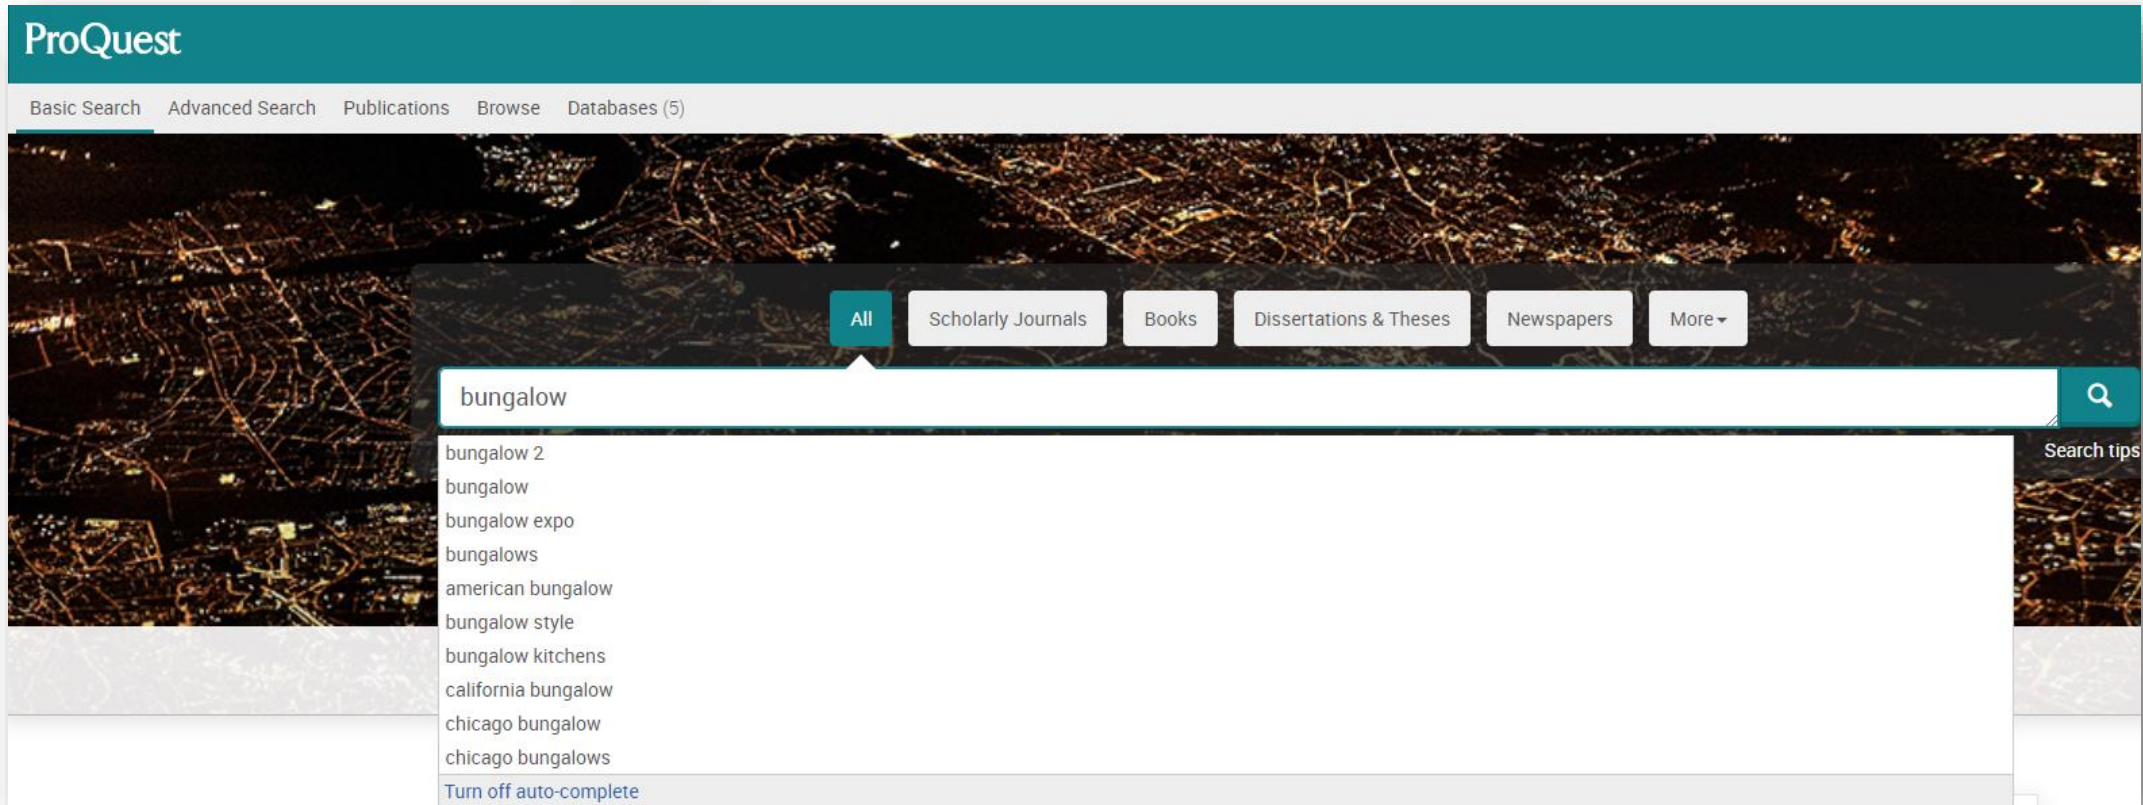 ProQuest
Basic Search Advanced Search Publications Browse Databases (5)
All Scholarly Journals Books Dissertations & Theses Newspapers More
bungalow
Search tips
bungalow 2
bungalow
bungalow expo
bungalows
american bungalow
bungalow style
bungalow kitchens
california bungalow
chicago bungalow
chicago bungalows
Turn off auto-complete